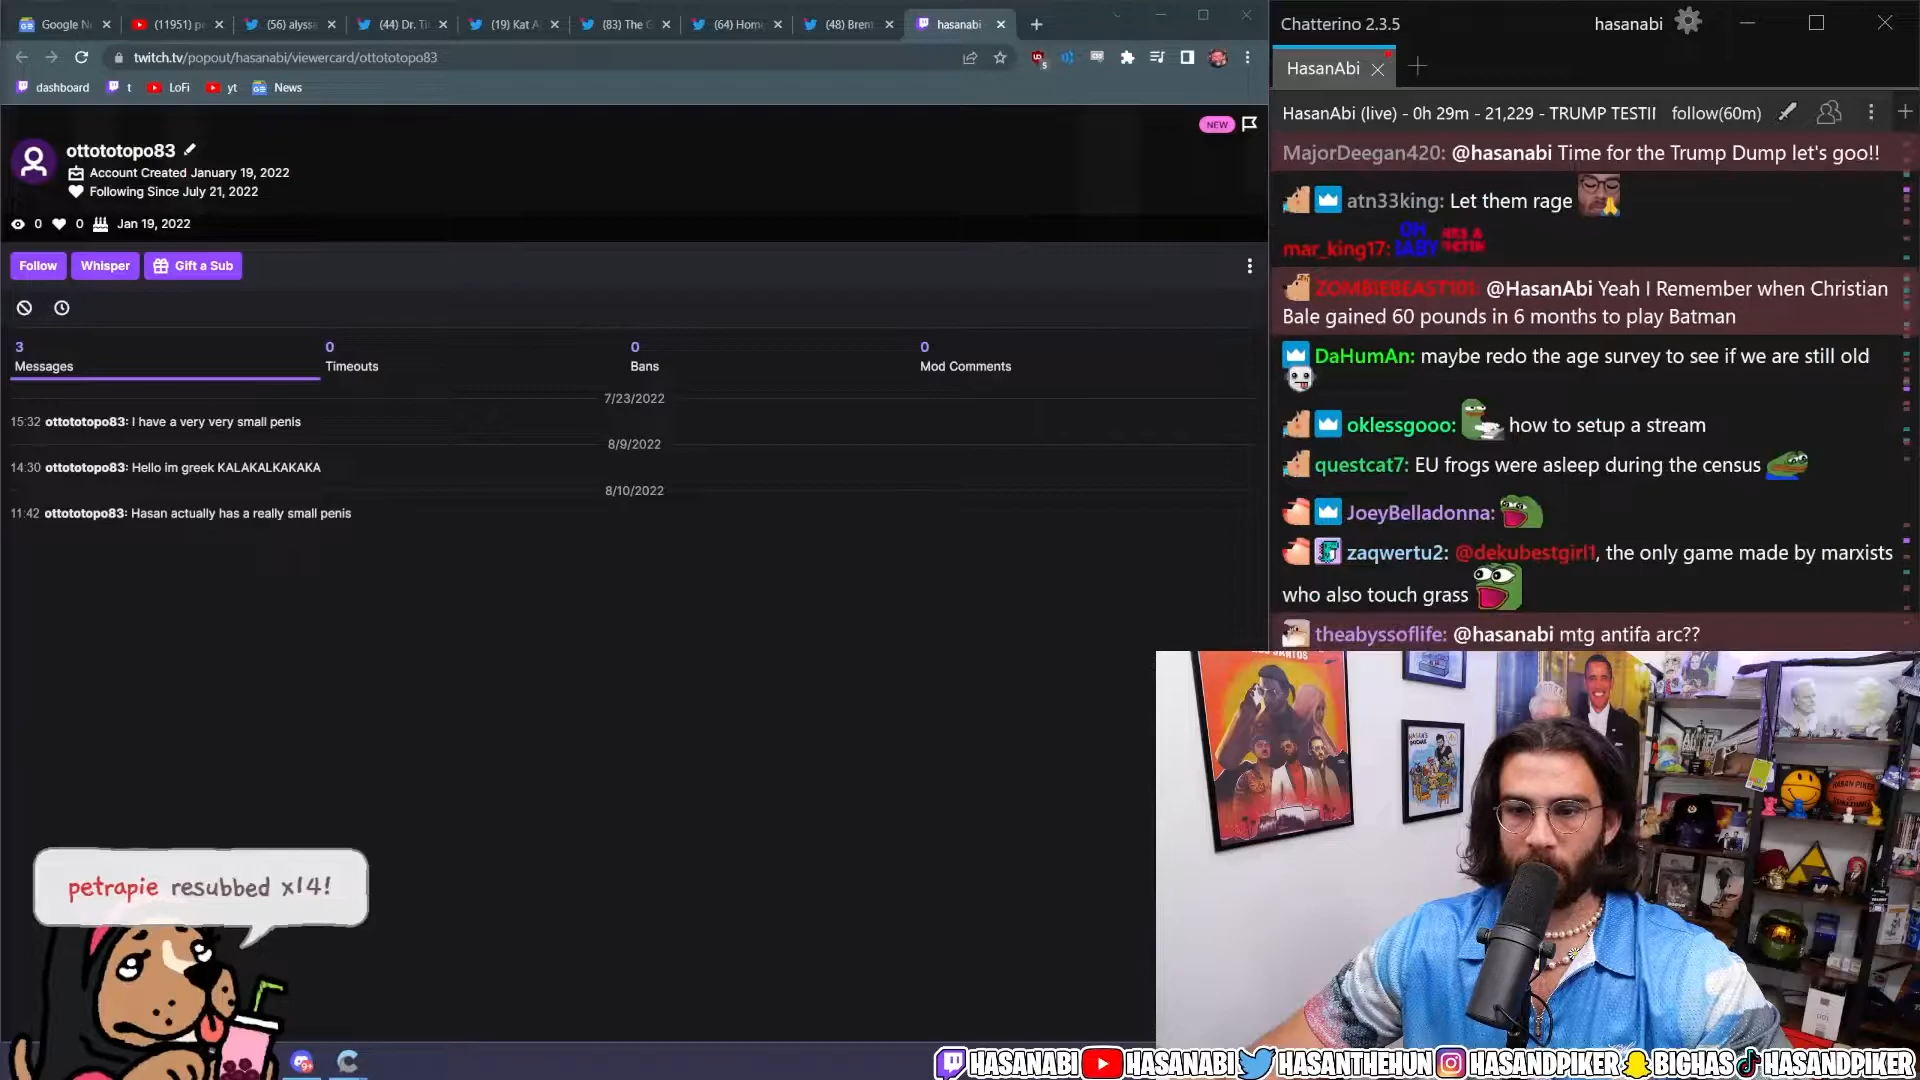 Google N
(11951) p
(56) alyss
(44) Dr. Ti
(19) Kat A
(83) The G
(64) Hom
(48) Bren
hasanabi
twitch.tv/popout/hasanabi/viewercard/ottototopo83
dashboard
t
LoFi
yt
News
NEW
ottototopo83
Account Created January 19, 2022
Following Since July 21, 2022
0 0 Jan 19, 2022
Follow
Whisper
Gift a Sub
3
Messages
0
Timeouts
0
Bans
0
Mod Comments
7/23/2022
15:32 ottototopo83: I have a very very small penis
8/9/2022
14:30 ottototopo83: Hello im greek KALAKALKAKAKA
8/10/2022
11:42 ottototopo83: Hasan actually has a really small penis
petrapie resubbed x14!
Chatterino 2.3.5
hasanabi
HasanAbi
HasanAbi (live) - 0h 29m - 21,229 - TRUMP TESTI
follow(60m)
MajorDeegan420: @hasanabi Time for the Trump Dump let's goo!!
atn33king: Let them rage
mar_king17:
ZOMBIEBEAST101: @HasanAbi Yeah I Remember when Christian
Bale gained 60 pounds in 6 months to play Batman
DaHumAn: maybe redo the age survey to see if we are still old
oklessgooo: how to setup a stream
questcat7: EU frogs were asleep during the census
JoeyBelladonna:
zaqwertu2: @dekubestgirl1, the only game made by marxists
who also touch grass
theabyssoflife: @hasanabi mtg antifa arc??
HASANABI
HASANABI
HASANTHEHUN
HASANDPIKER
BIGHAS
HASANDPIKER